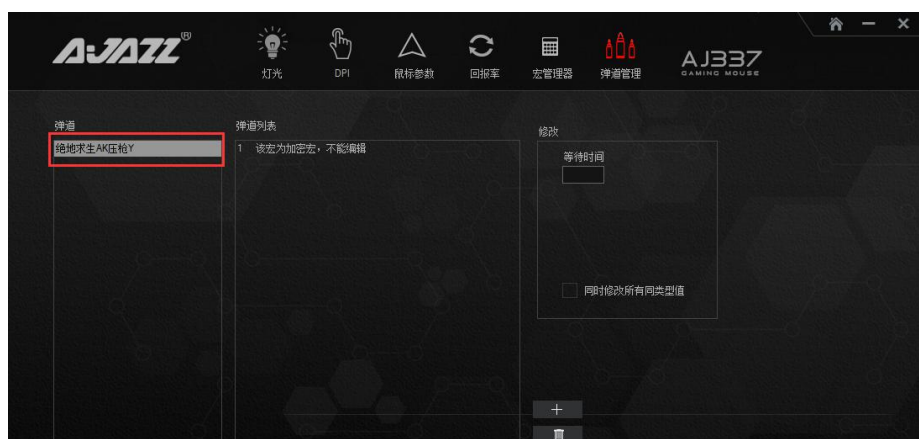 A·JAZZ®
灯光
DPI
鼠标参数
回报率
宏管理器
弹道管理
AJ337
GAMING MOUSE
弹道
弹道列表
修改
绝地求生AK压枪Y
1 该宏为加密宏，不能编辑
等待时间
同时修改所有同类型值